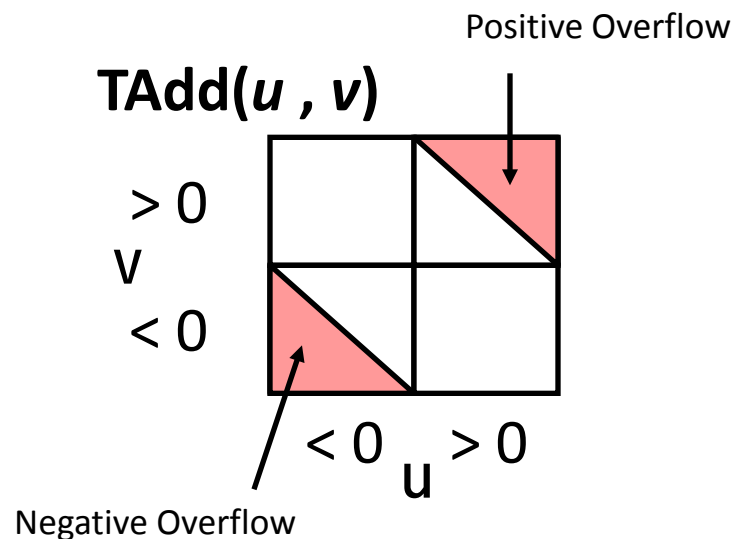 Positive Overflow
TAdd(u , v)
> 0
v
< 0
< 0 > 0
u
Negative Overflow